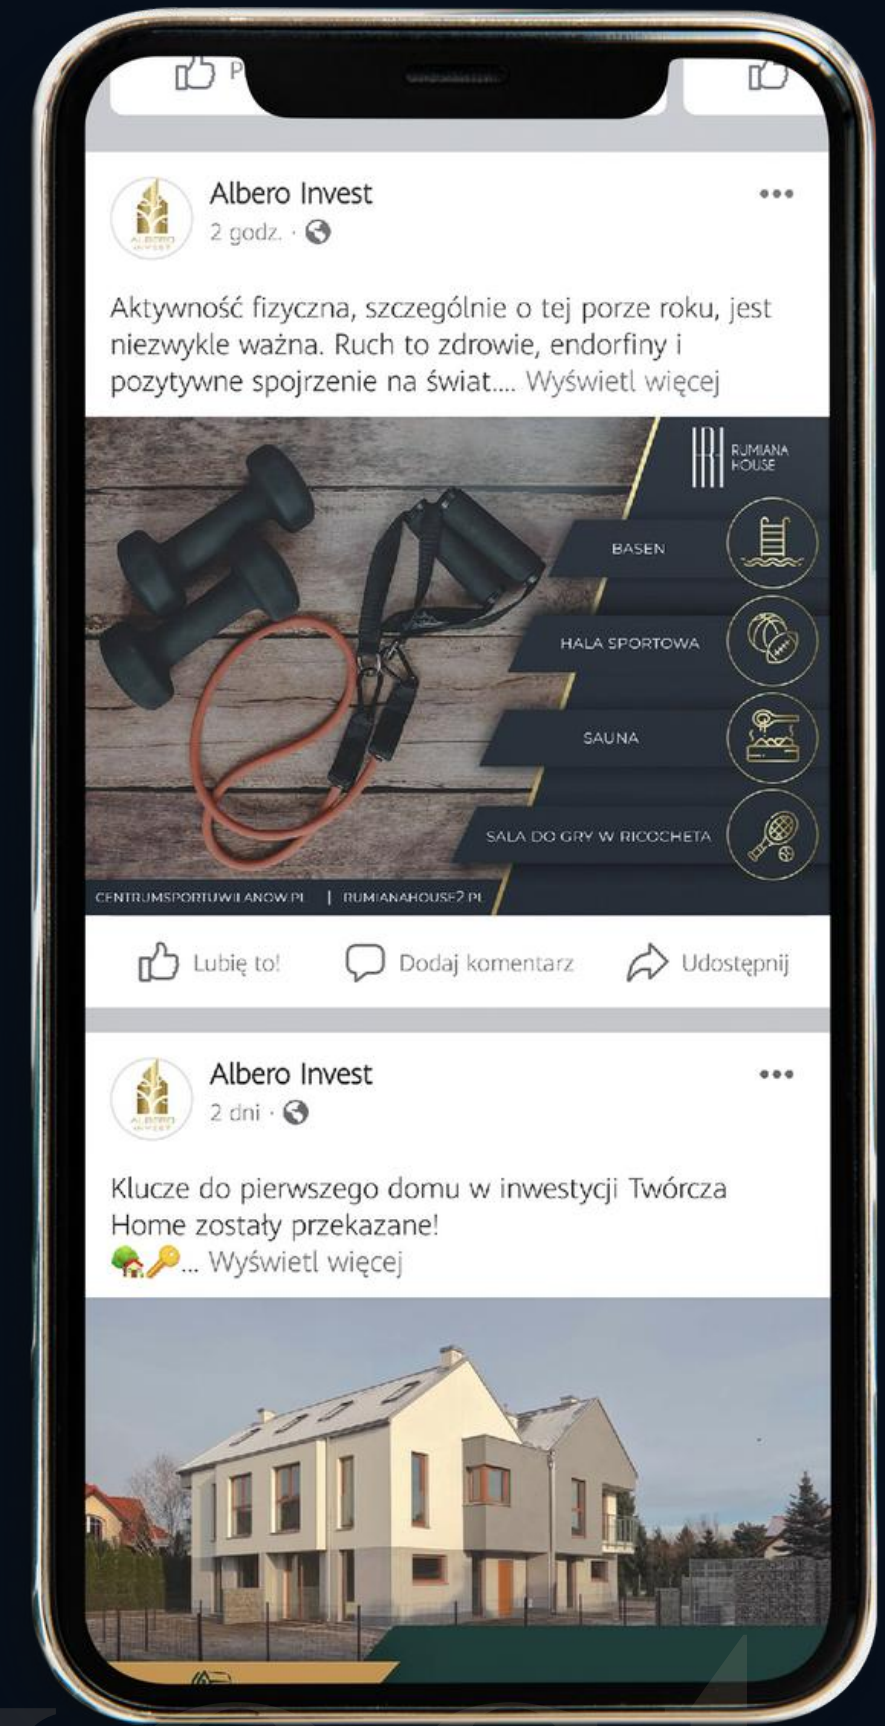 Albero Invest
2 godz. ·
Aktywność fizyczna, szczególnie o tej porze roku, jest
niezwykle ważna. Ruch to zdrowie, endorfiny i
pozytywne spojrzenie na świat.... Wyświetl więcej
RUMIANA
HOUSE
BASEN
HALA SPORTOWA
SAUNA
SALA DO GRY W RICOCHETA
CENTRUMSPORTUWILANOW.PL | RUMIANAHOUSE2.PL
Lubię to! Dodaj komentarz Udostępnij
Albero Invest
2 dni ·
Klucze do pierwszego domu w inwestycji Twórcza
Home zostały przekazane!
🏡🔑... Wyświetl więcej